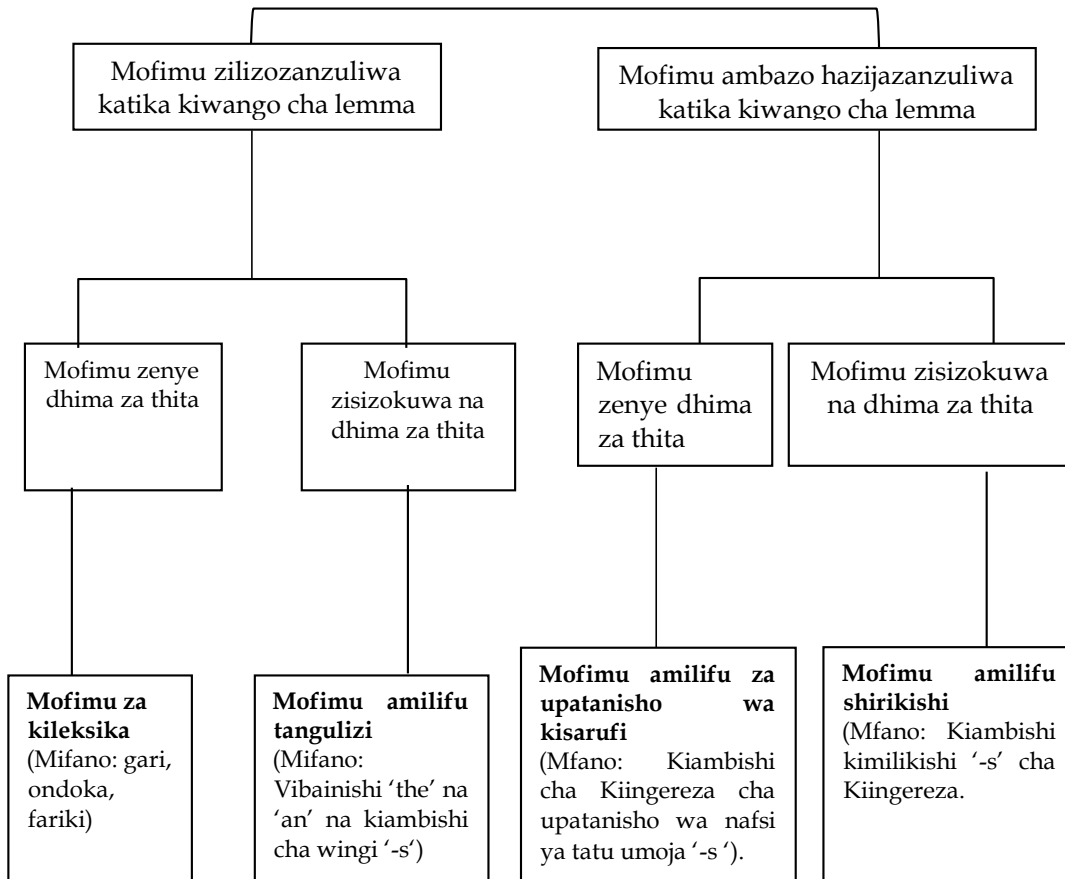 Mofimu zilizozanzuliwa
katika kiwango cha lemma
Mofimu ambazo hazijazanzuliwa
katika kiwango cha lemma
Mofimu zenye
dhima za thita
Mofimu
zisizokuwa na
dhima za thita
Mofimu
zenye dhima
za thita
Mofimu zisizokuwa
na dhima za thita
Mofimu za
kileksika
(Mifano: gari,
ondoka,
fariki)
Mofimu amilifu
tangulizi
(Mifano:
Vibainishi ‘the’ na
‘an’ na kiambishi
cha wingi ‘-s‘)
Mofimu amilifu za
upatanisho wa
kisarufi
(Mfano: Kiambishi
cha Kiingereza cha
upatanisho wa nafsi
ya tatu umoja ‘-s ‘).
Mofimu amilifu
shirikishi
(Mfano: Kiambishi
kimilikishi ‘-s’ cha
Kiingereza.